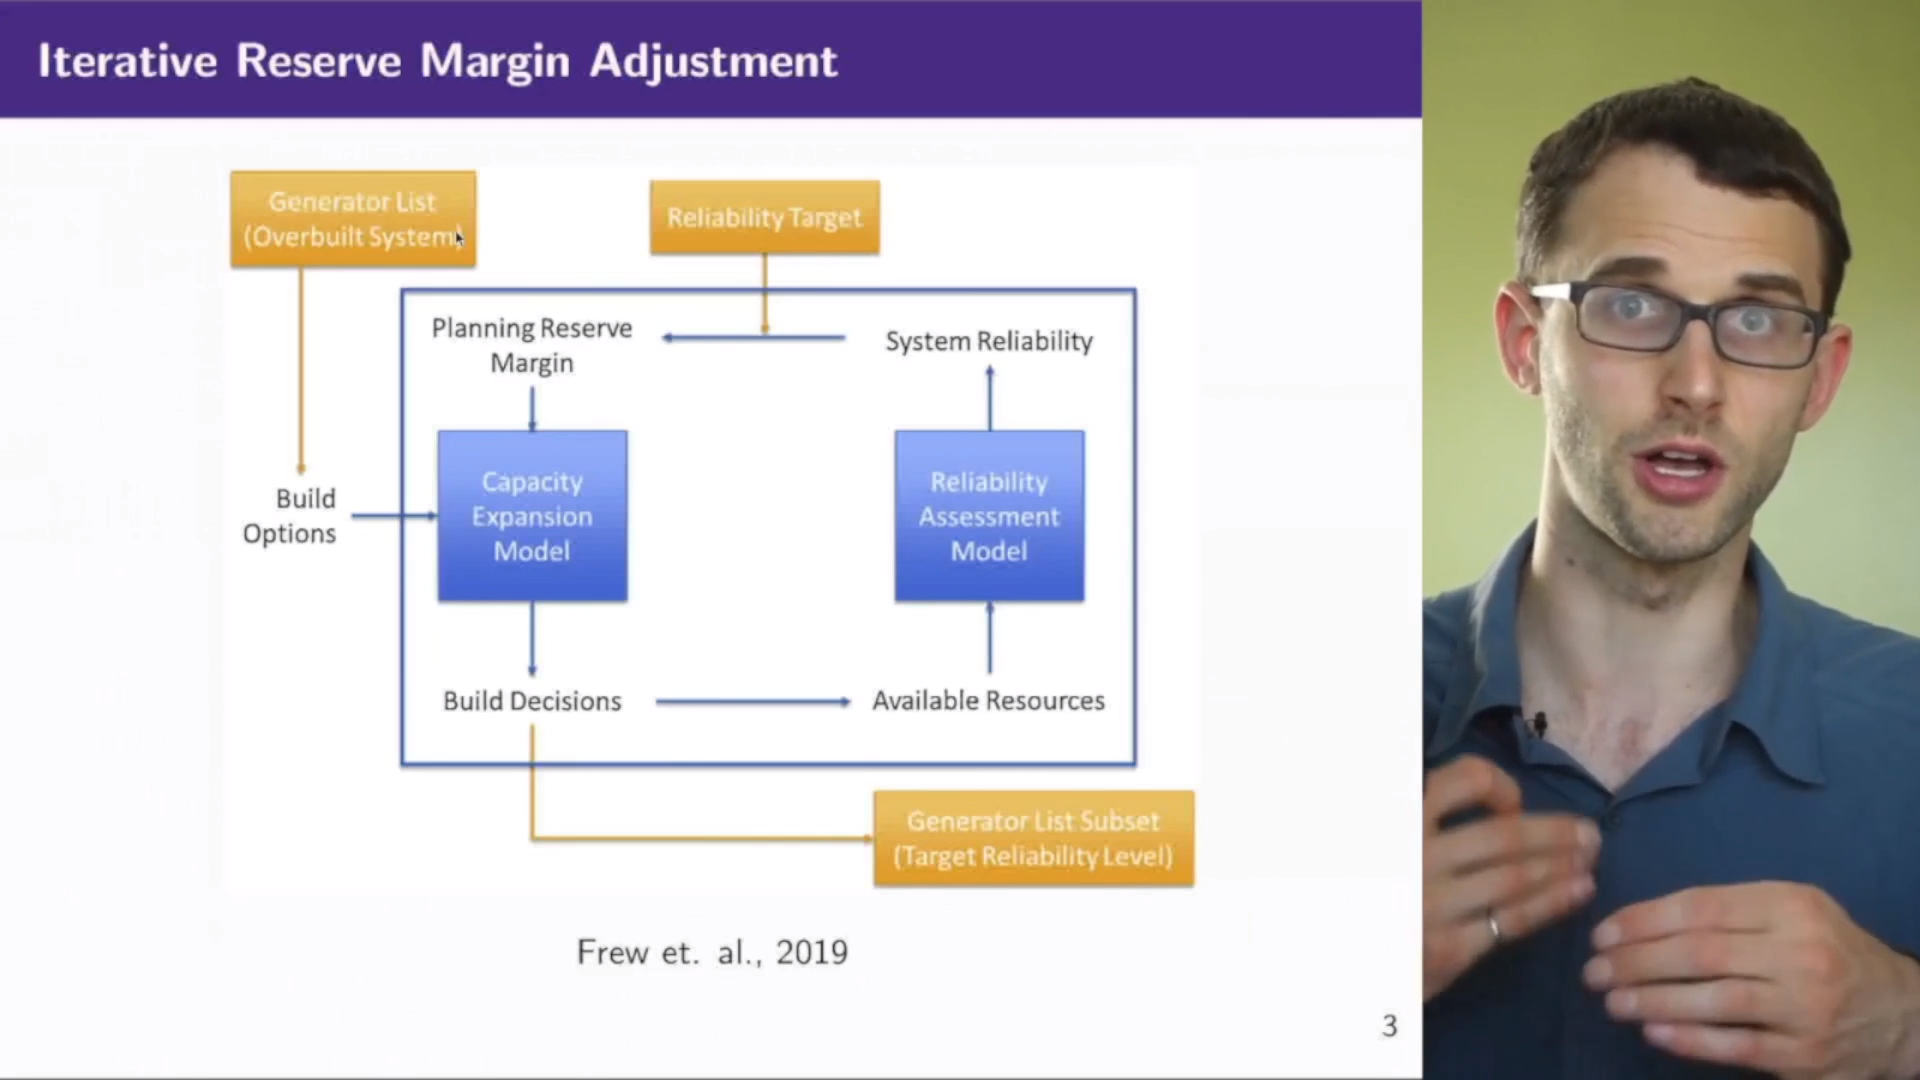 Iterative Reserve Margin Adjustment
Generator List
(Overbuilt System)
Reliability Target
Planning Reserve
Margin
System Reliability
Build
Options
Capacity
Expansion
Model
Reliability
Assessment
Model
Build Decisions
Available Resources
Generator List Subset
(Target Reliability Level)
Frew et. al., 2019
3